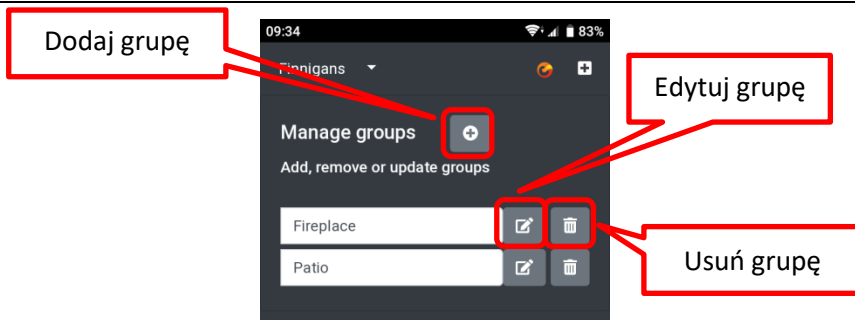 Dodaj grupę
09:34
83%
Finnigans
Edytuj grupę
Manage groups
Add, remove or update groups
Fireplace
Patio
Usuń grupę